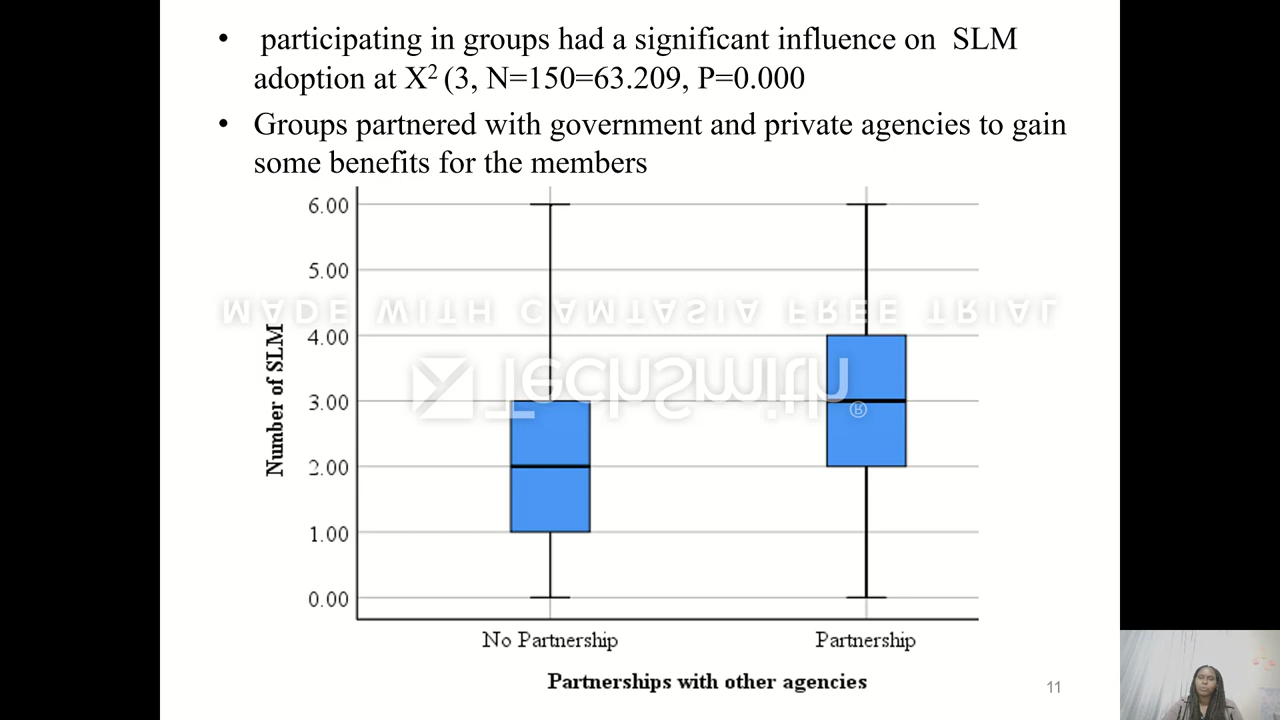 • participating in groups had a significant influence on SLM
adoption at X² (3, N=150=63.209, P=0.000
• Groups partnered with government and private agencies to gain
some benefits for the members
6.00
5.00
MADE WITH CAMTASIA FREE TRIAL
4.00
TechSmith®
3.00
2.00
1.00
0.00
Number of SLM
No Partnership Partnership
Partnerships with other agencies
11